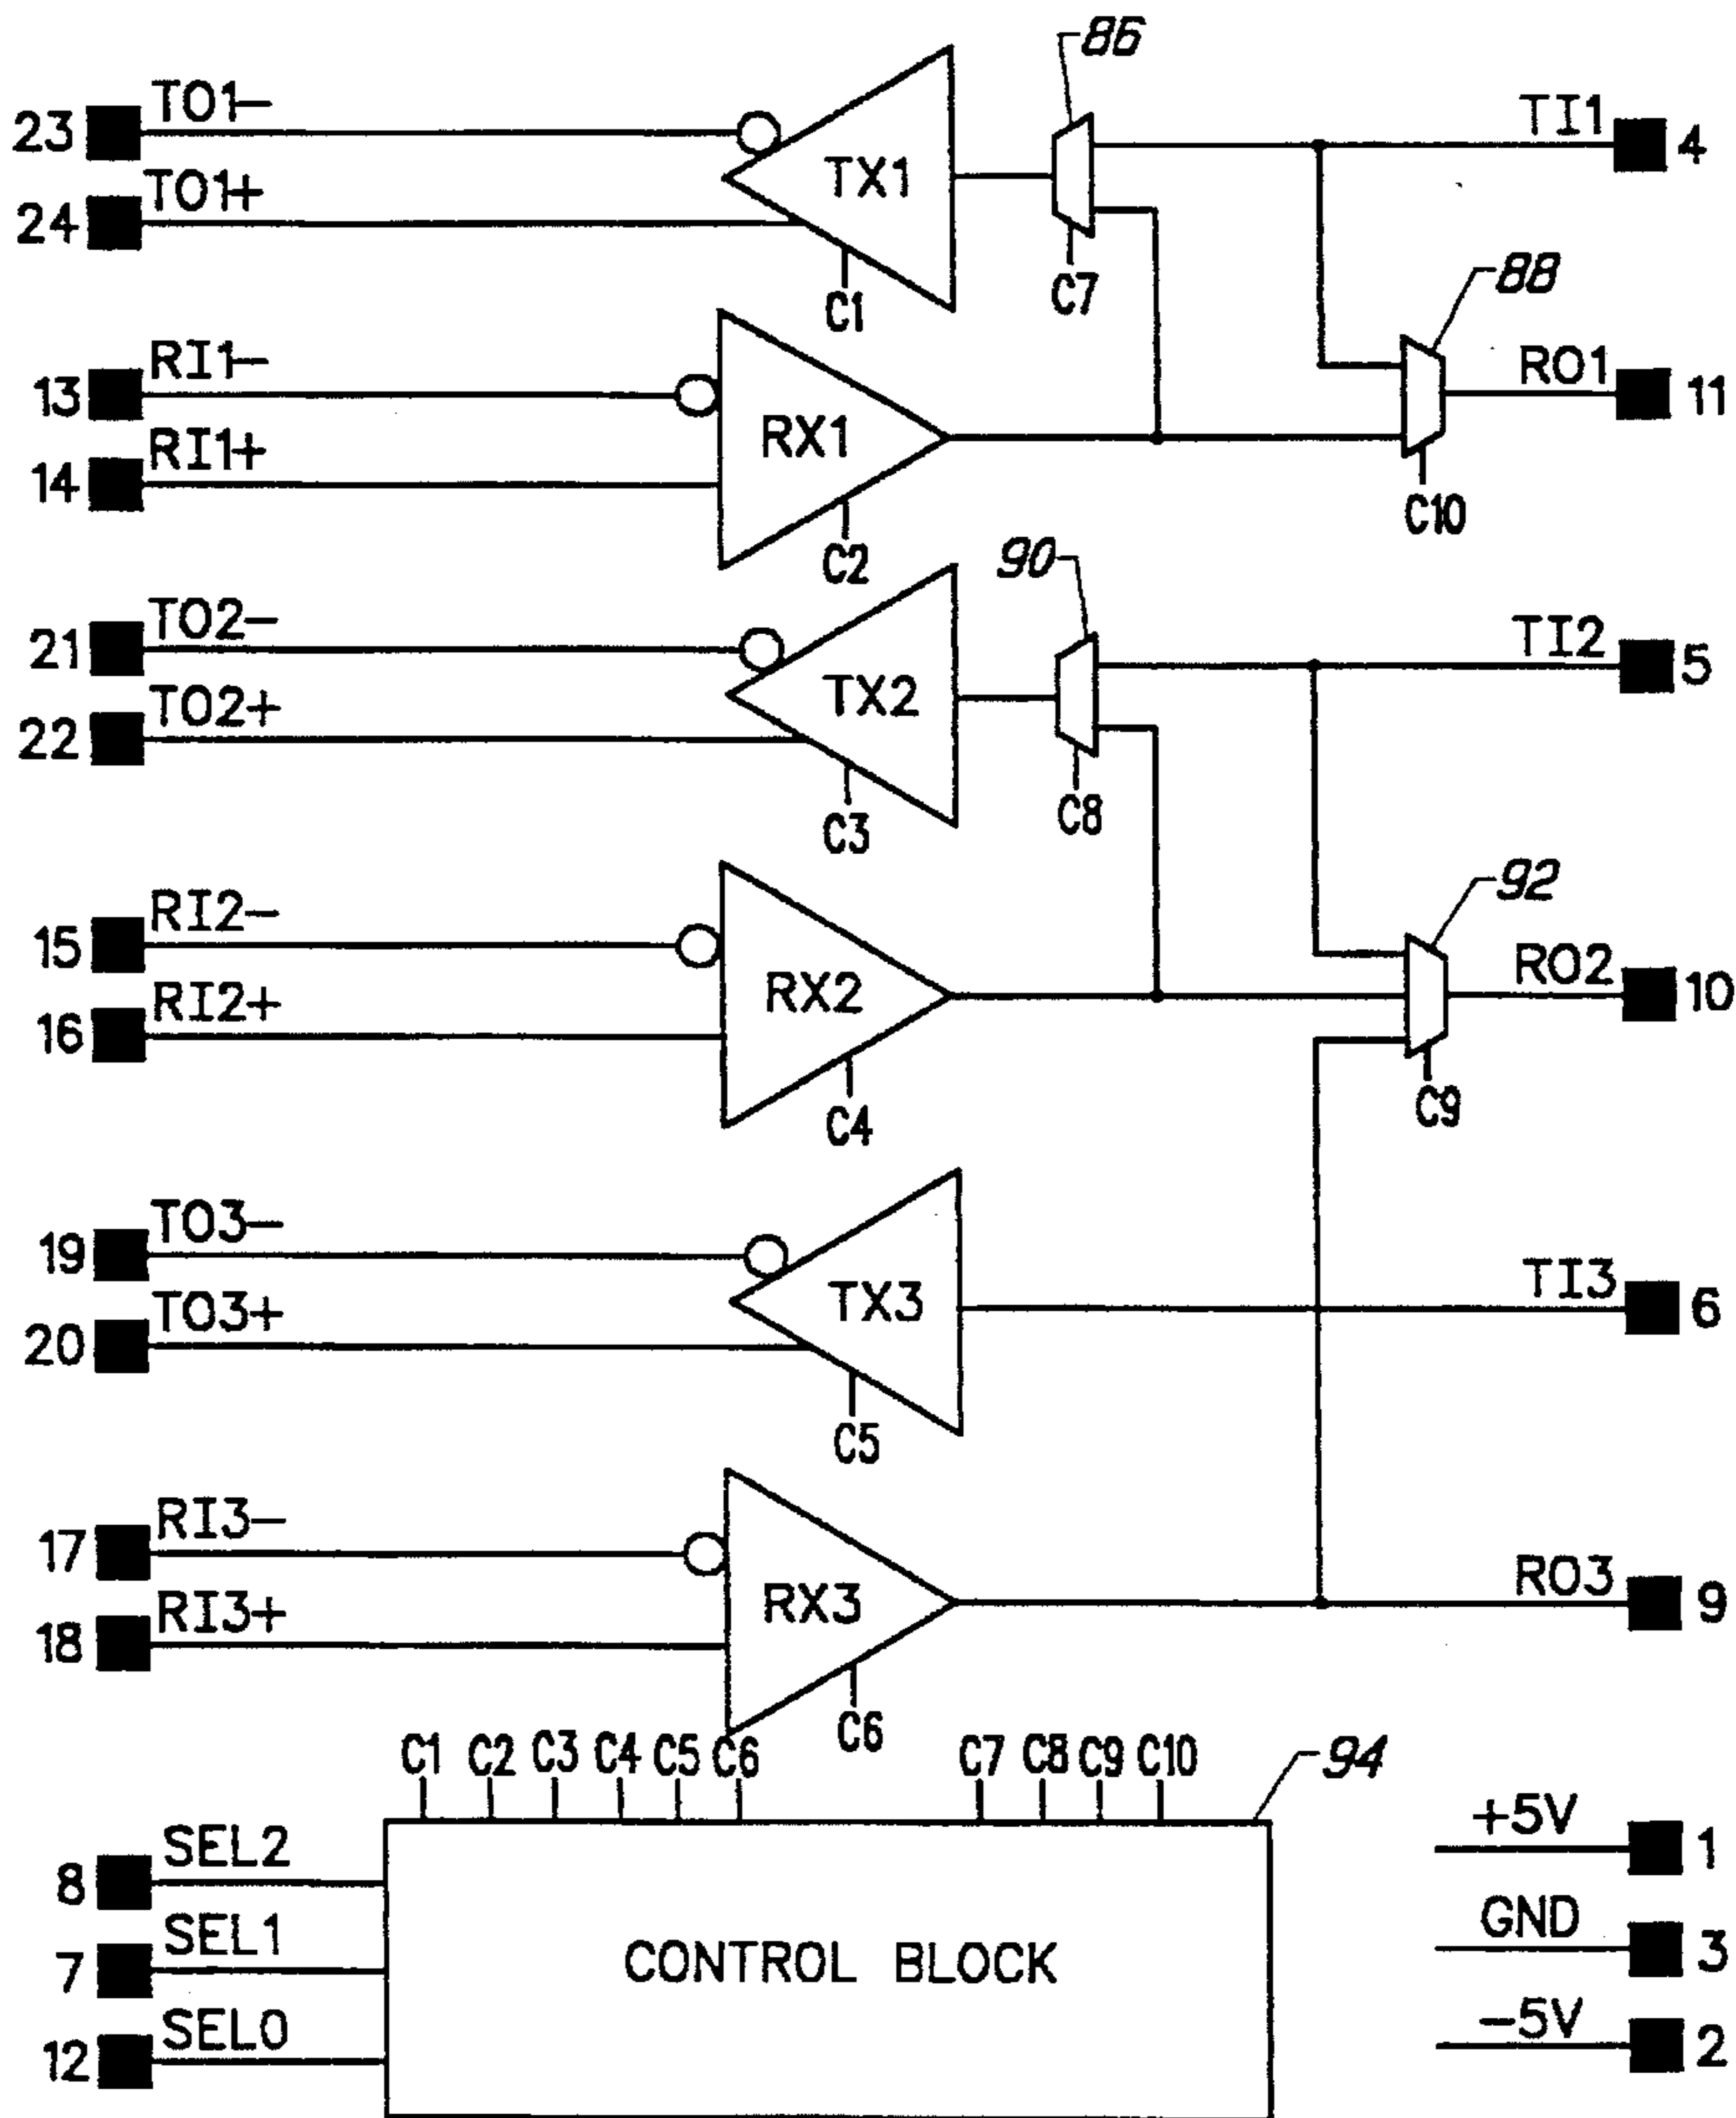 86
TO1-
23
TX1
TI1
4
TO1+
24
C1
C7
88
RI1-
13
RX1
RO1
11
RI1+
14
C2
C10
90
TO2-
21
TX2
TI2
5
TO2+
22
C3
C8
92
RI2-
15
RX2
RO2
10
RI2+
16
C4
C9
TO3-
19
TX3
TI3
6
TO3+
20
C5
RI3-
17
RX3
RO3
9
RI3+
18
C6
C1 C2 C3 C4 C5 C6 C7 C8 C9 C10
94
SEL2
8
+5V
1
SEL1
7
CONTROL BLOCK
GND
3
SEL0
12
-5V
2